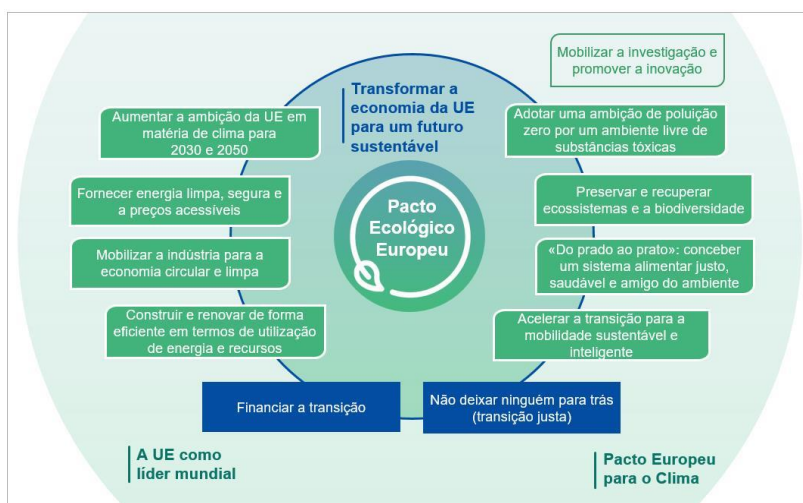 Mobilizar a investigação e
promover a inovação
Transformar a
economia da UE
para um futuro
sustentável
Aumentar a ambição da UE em
matéria de clima para
2030 e 2050
Fornecer energia limpa, segura e
a preços acessíveis
Mobilizar a indústria para a
economia circular e limpa
Construir e renovar de forma
eficiente em termos de utilização
de energia e recursos
Pacto
Ecológico
Europeu
Adotar uma ambição de poluição
zero por um ambiente livre de
substâncias tóxicas
Preservar e recuperar
ecossistemas e a biodiversidade
«Do prado ao prato»: conceber
um sistema alimentar justo,
saudável e amigo do ambiente
Acelerar a transição para a
mobilidade sustentável e
inteligente
Financiar a transição
Não deixar ninguém para trás
(transição justa)
A UE como
líder mundial
Pacto Europeu
para o Clima